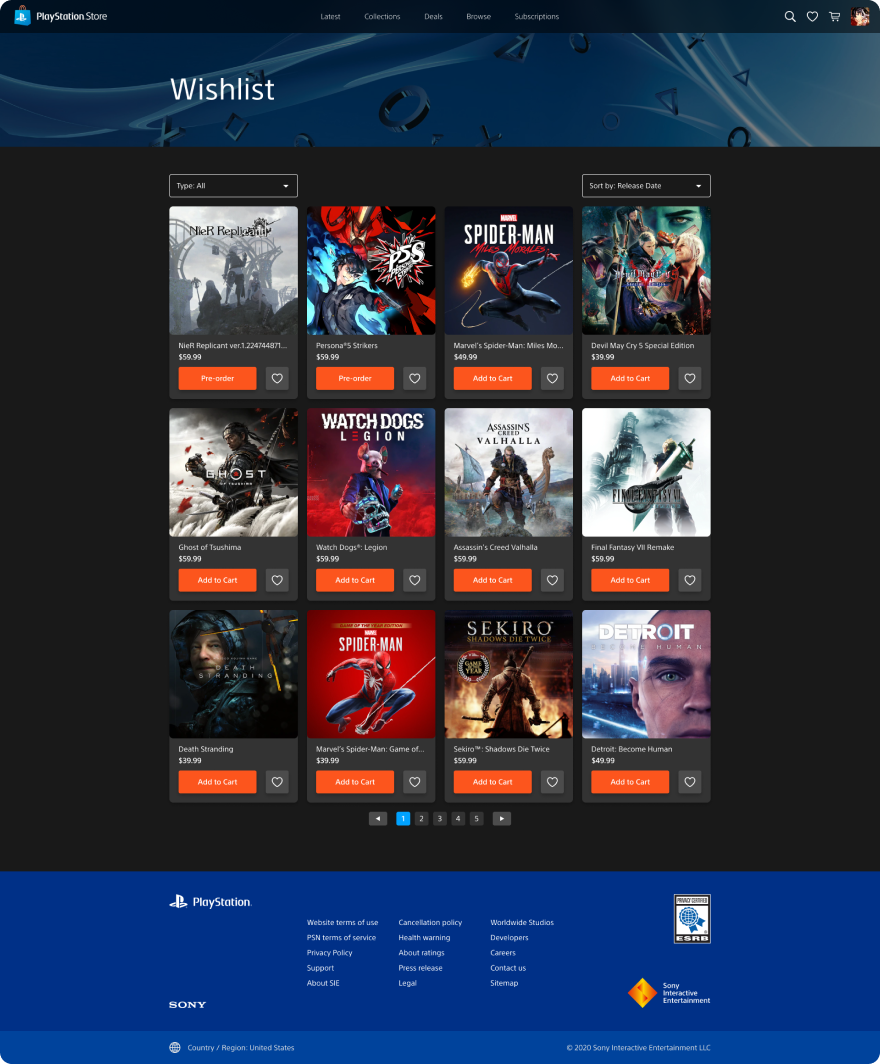 PlayStation Store
Latest
Collections
Deals
Browse
Subscriptions
Wishlist
Type: All
Sort by: Release Date
NieR Replicant
P5S
MARVEL
SPIDER-MAN
MILES MORALES
Devil May Cry 5
NieR Replicant ver.1.224744871...
$59.99
Pre-order
Persona®5 Strikers
$59.99
Pre-order
Marvel's Spider-Man: Miles Mo...
$49.99
Add to Cart
Devil May Cry 5 Special Edition
$39.99
Add to Cart
GHOST
OF TSUSHIMA
WATCH DOGS
LEGION
ASSASSIN'S
CREED
VALHALLA
FINAL FANTASY VII
Ghost of Tsushima
$59.99
Add to Cart
Watch Dogs®: Legion
$59.99
Add to Cart
Assassin's Creed Valhalla
$59.99
Add to Cart
Final Fantasy VII Remake
$59.99
Add to Cart
DEATH
STRANDING
GAME OF THE YEAR EDITION
MARVEL
SPIDER-MAN
SEKIRO
SHADOWS DIE TWICE
GAME
YEAR
DETROIT
BECOME HUMAN
Death Stranding
$39.99
Add to Cart
Marvel's Spider-Man: Game of...
$39.99
Add to Cart
Sekiro™: Shadows Die Twice
$59.99
Add to Cart
Detroit: Become Human
$49.99
Add to Cart
1 2 3 4 5
PlayStation
Website terms of use
PSN terms of service
Privacy Policy
Support
About SIE
Cancellation policy
Health warning
About ratings
Press release
Legal
Worldwide Studios
Developers
Careers
Contact us
Sitemap
PRIVACY CERTIFIED
ESRB
SONY
Sony
Interactive
Entertainment
Country / Region: United States
© 2020 Sony Interactive Entertainment LLC